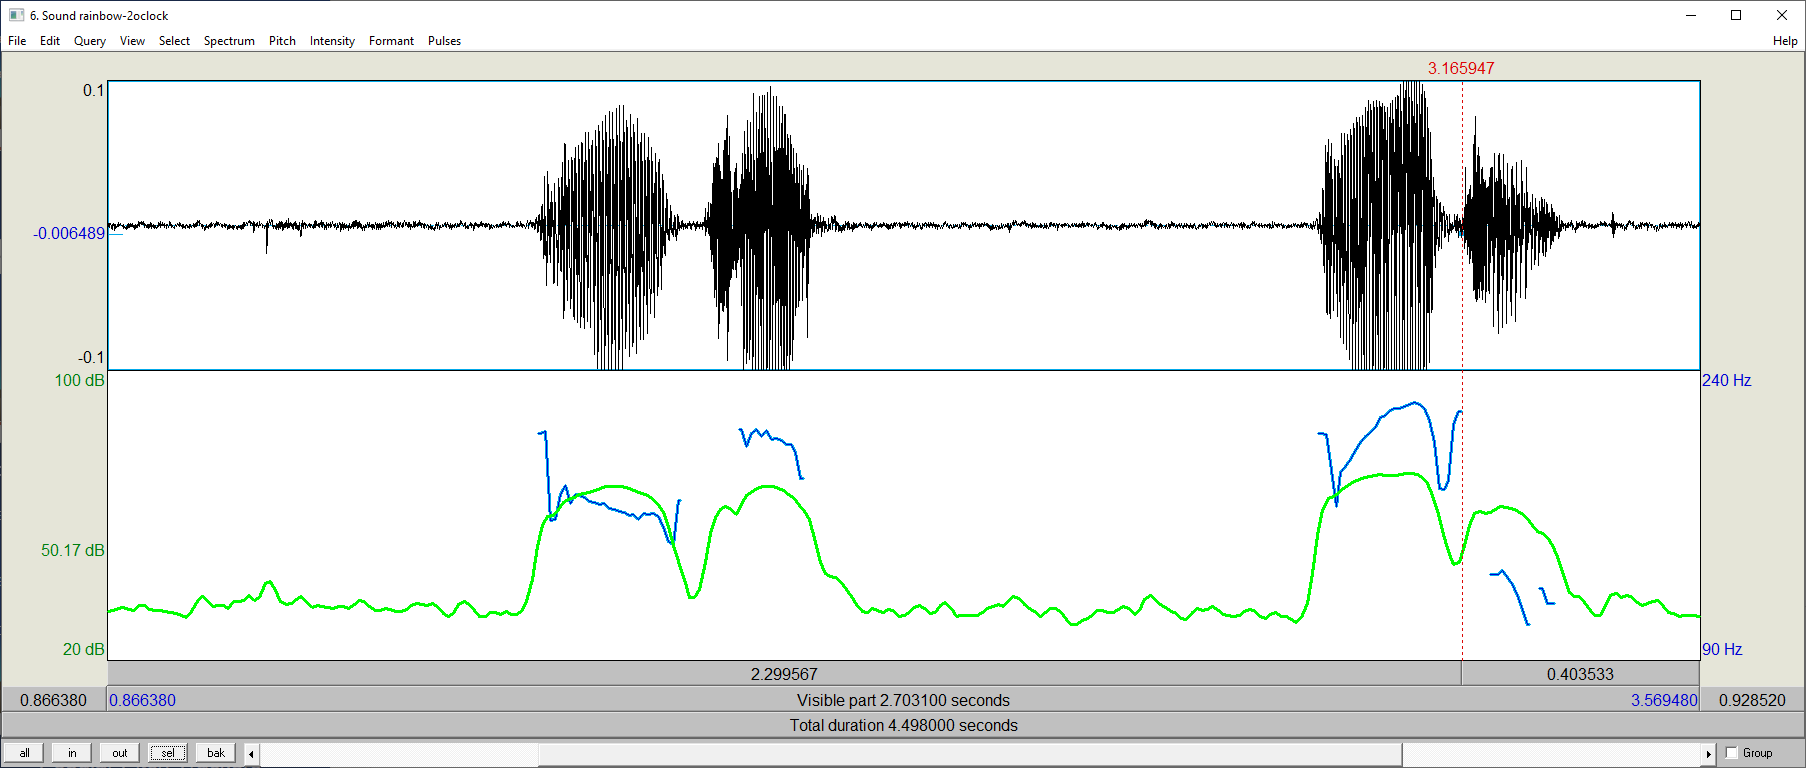 6. Sound rainbow-2oclock
File Edit Query View Select Spectrum Pitch Intensity Formant Pulses Help
3.165947
0.1
-0.006489
-0.1
100 dB 240 Hz
50.17 dB
20 dB 90 Hz
2.299567 0.403533
0.866380 0.866380 Visible part 2.703100 seconds 3.569480 0.928520
Total duration 4.498000 seconds
all in out sel bak Group